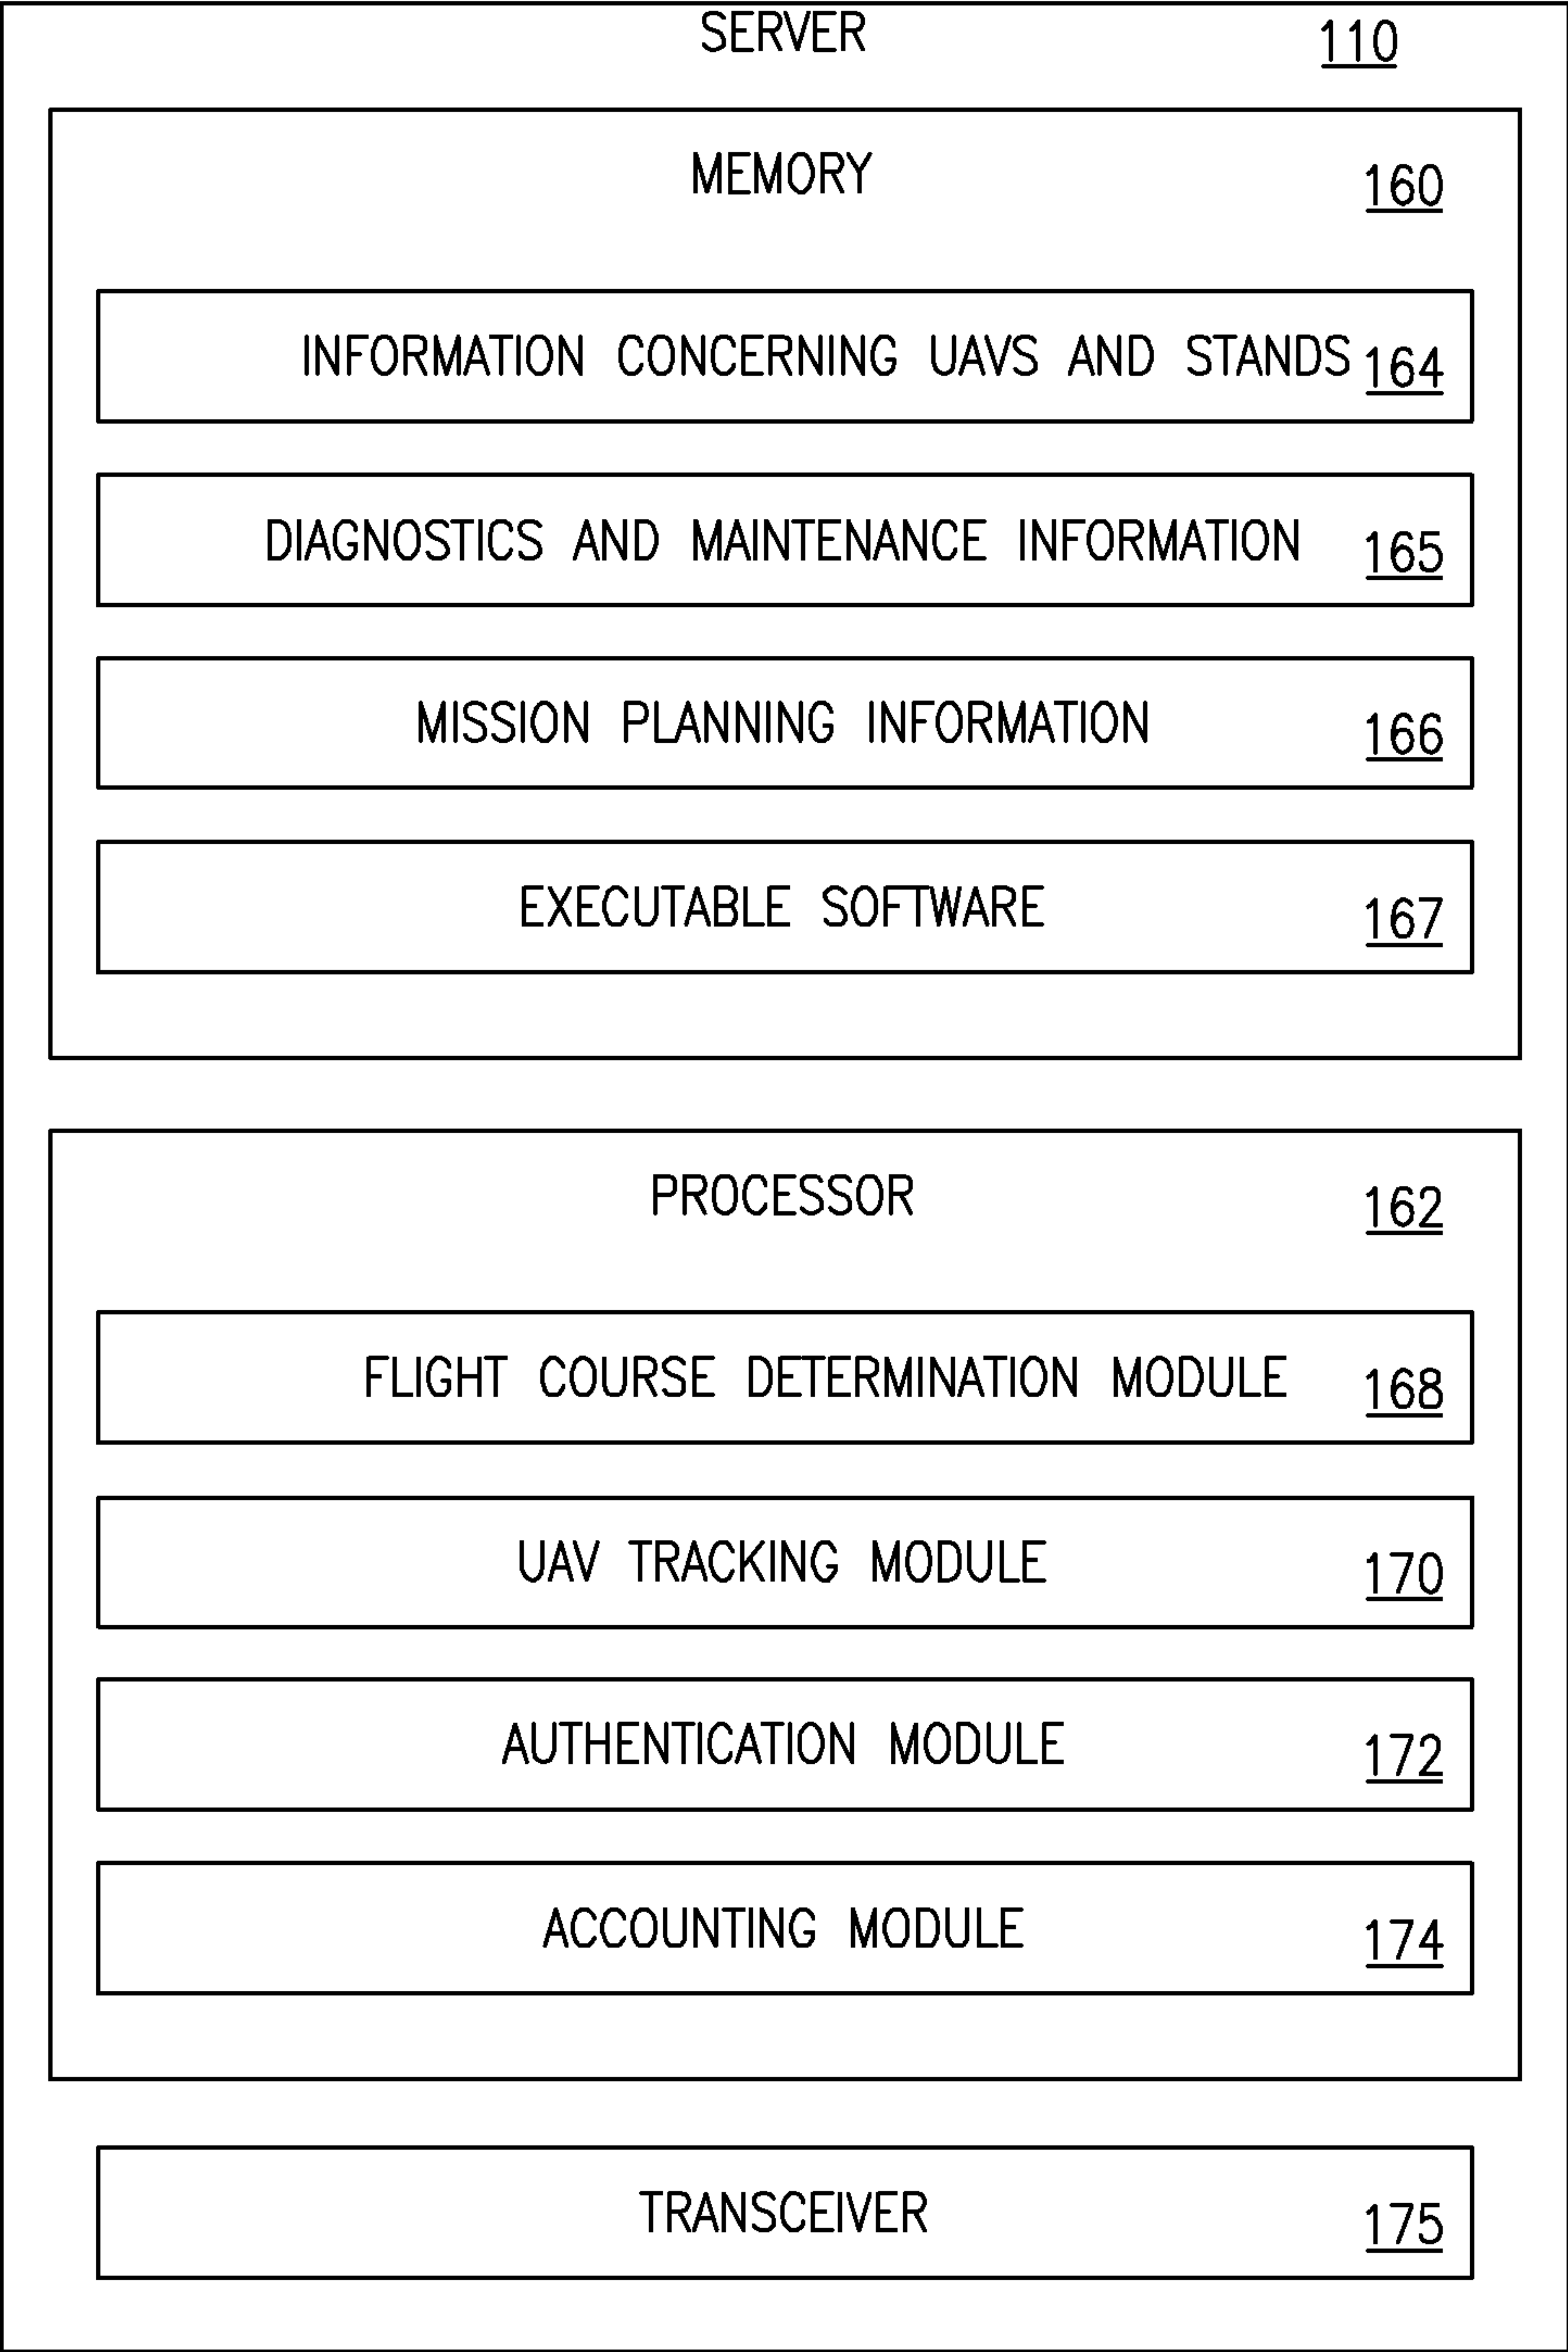 SERVER 110
MEMORY 160
INFORMATION CONCERNING UAVS AND STANDS 164
DIAGNOSTICS AND MAINTENANCE INFORMATION 165
MISSION PLANNING INFORMATION 166
EXECUTABLE SOFTWARE 167
PROCESSOR 162
FLIGHT COURSE DETERMINATION MODULE 168
UAV TRACKING MODULE 170
AUTHENTICATION MODULE 172
ACCOUNTING MODULE 174
TRANSCEIVER 175